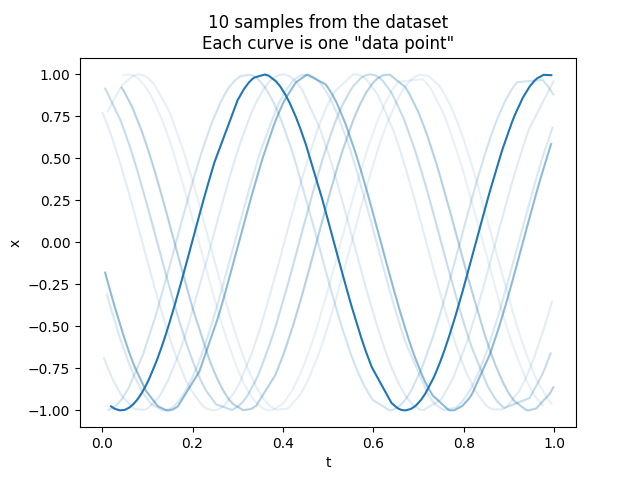 10 samples from the dataset
Each curve is one "data point"
1.00
0.75
0.50
0.25
0.00
−0.25
−0.50
−0.75
−1.00
x
0.0 0.2 0.4 0.6 0.8 1.0
t